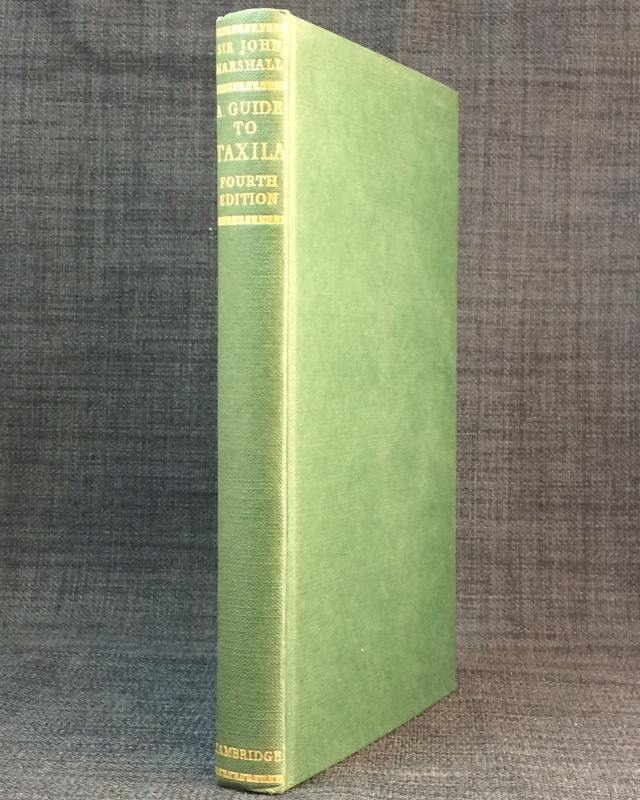 SIR JOHN
MARSHALL
A GUIDE
TO
TAXILA
FOURTH
EDITION
CAMBRIDGE